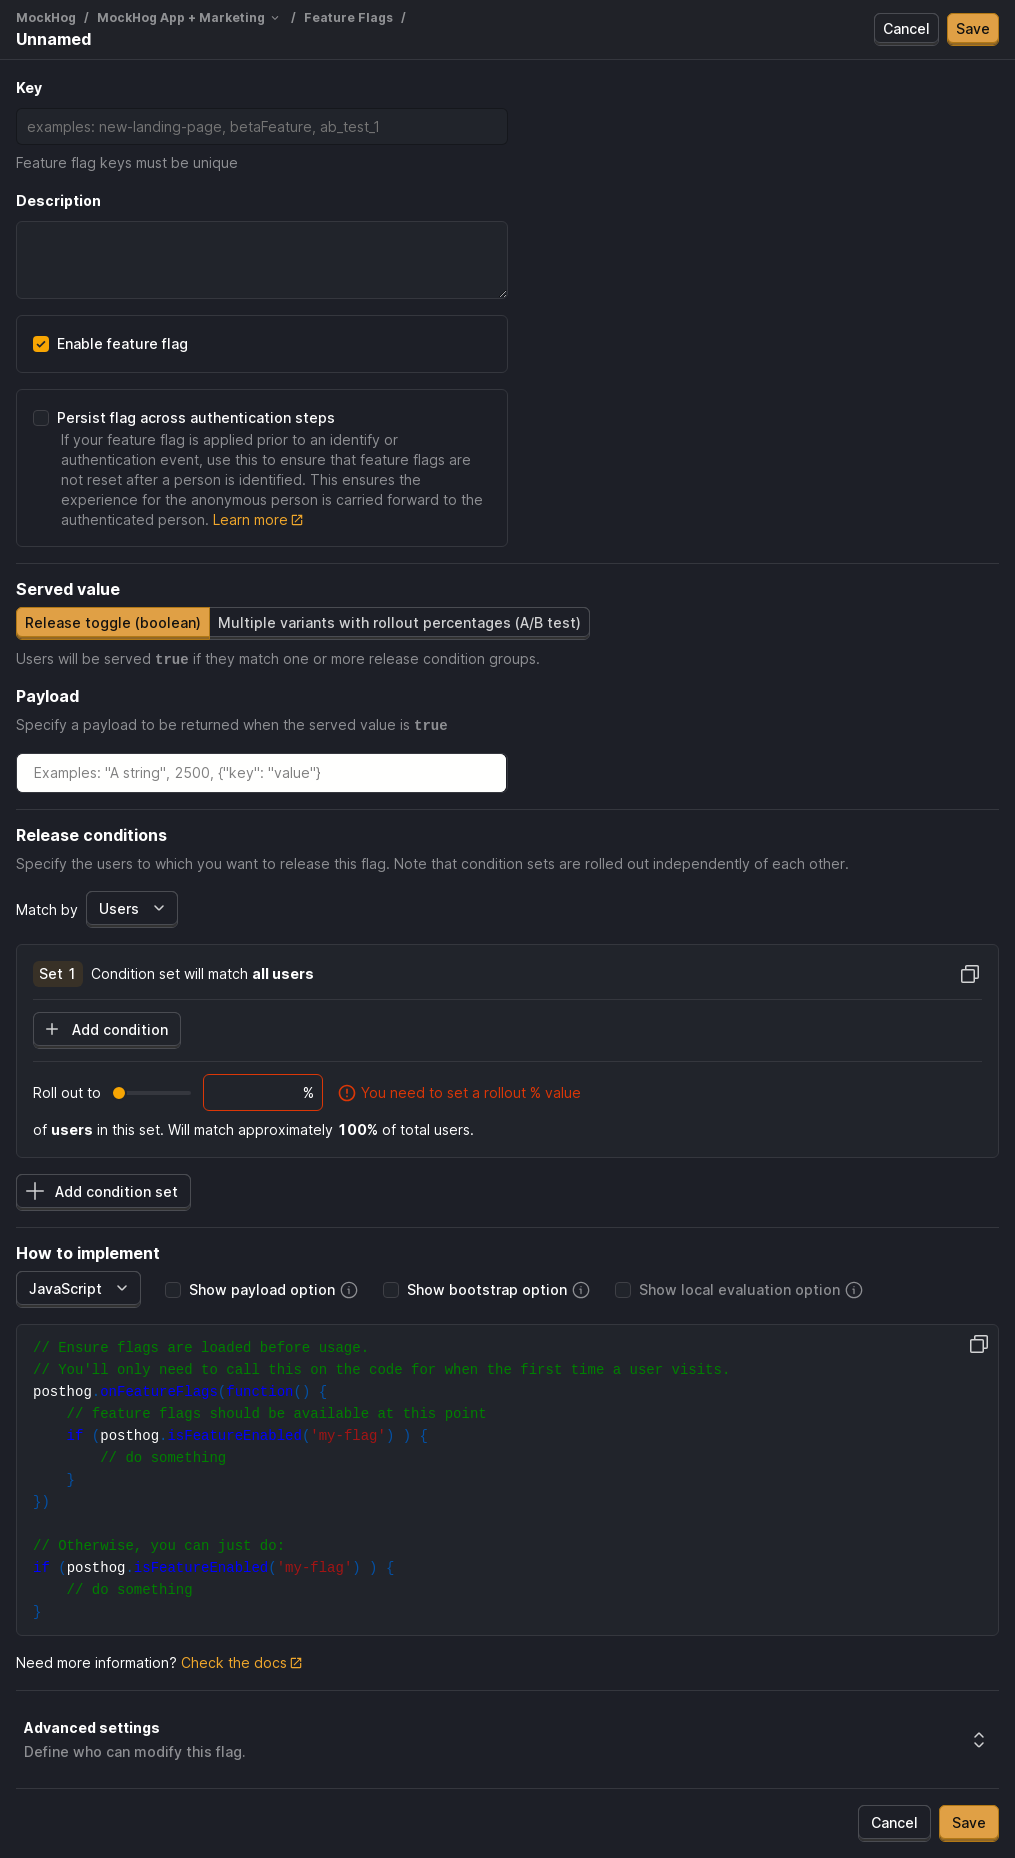 MockHog / MockHog App + Marketing / Feature Flags /
Unnamed
Cancel
Save
Key
examples: new-landing-page, betaFeature, ab_test_1
Feature flag keys must be unique
Description
Enable feature flag
Persist flag across authentication steps
If your feature flag is applied prior to an identify or
authentication event, use this to ensure that feature flags are
not reset after a person is identified. This ensures the
experience for the anonymous person is carried forward to the
authenticated person. Learn more
Served value
Release toggle (boolean)
Multiple variants with rollout percentages (A/B test)
Users will be served true if they match one or more release condition groups.
Payload
Specify a payload to be returned when the served value is true
Examples: "A string", 2500, {"key": "value"}
Release conditions
Specify the users to which you want to release this flag. Note that condition sets are rolled out independently of each other.
Match by Users
Set 1 Condition set will match all users
Add condition
Roll out to % You need to set a rollout % value
of users in this set. Will match approximately 100% of total users.
Add condition set
How to implement
JavaScript Show payload option Show bootstrap option Show local evaluation option
// Ensure flags are loaded before usage.
// You'll only need to call this on the code for when the first time a user visits.
posthog.onFeatureFlags(function() {
    // feature flags should be available at this point
    if (posthog.isFeatureEnabled('my-flag') ) {
        // do something
    }
})
// Otherwise, you can just do:
if (posthog.isFeatureEnabled('my-flag') ) {
    // do something
}
Need more information? Check the docs
Advanced settings
Define who can modify this flag.
Cancel
Save